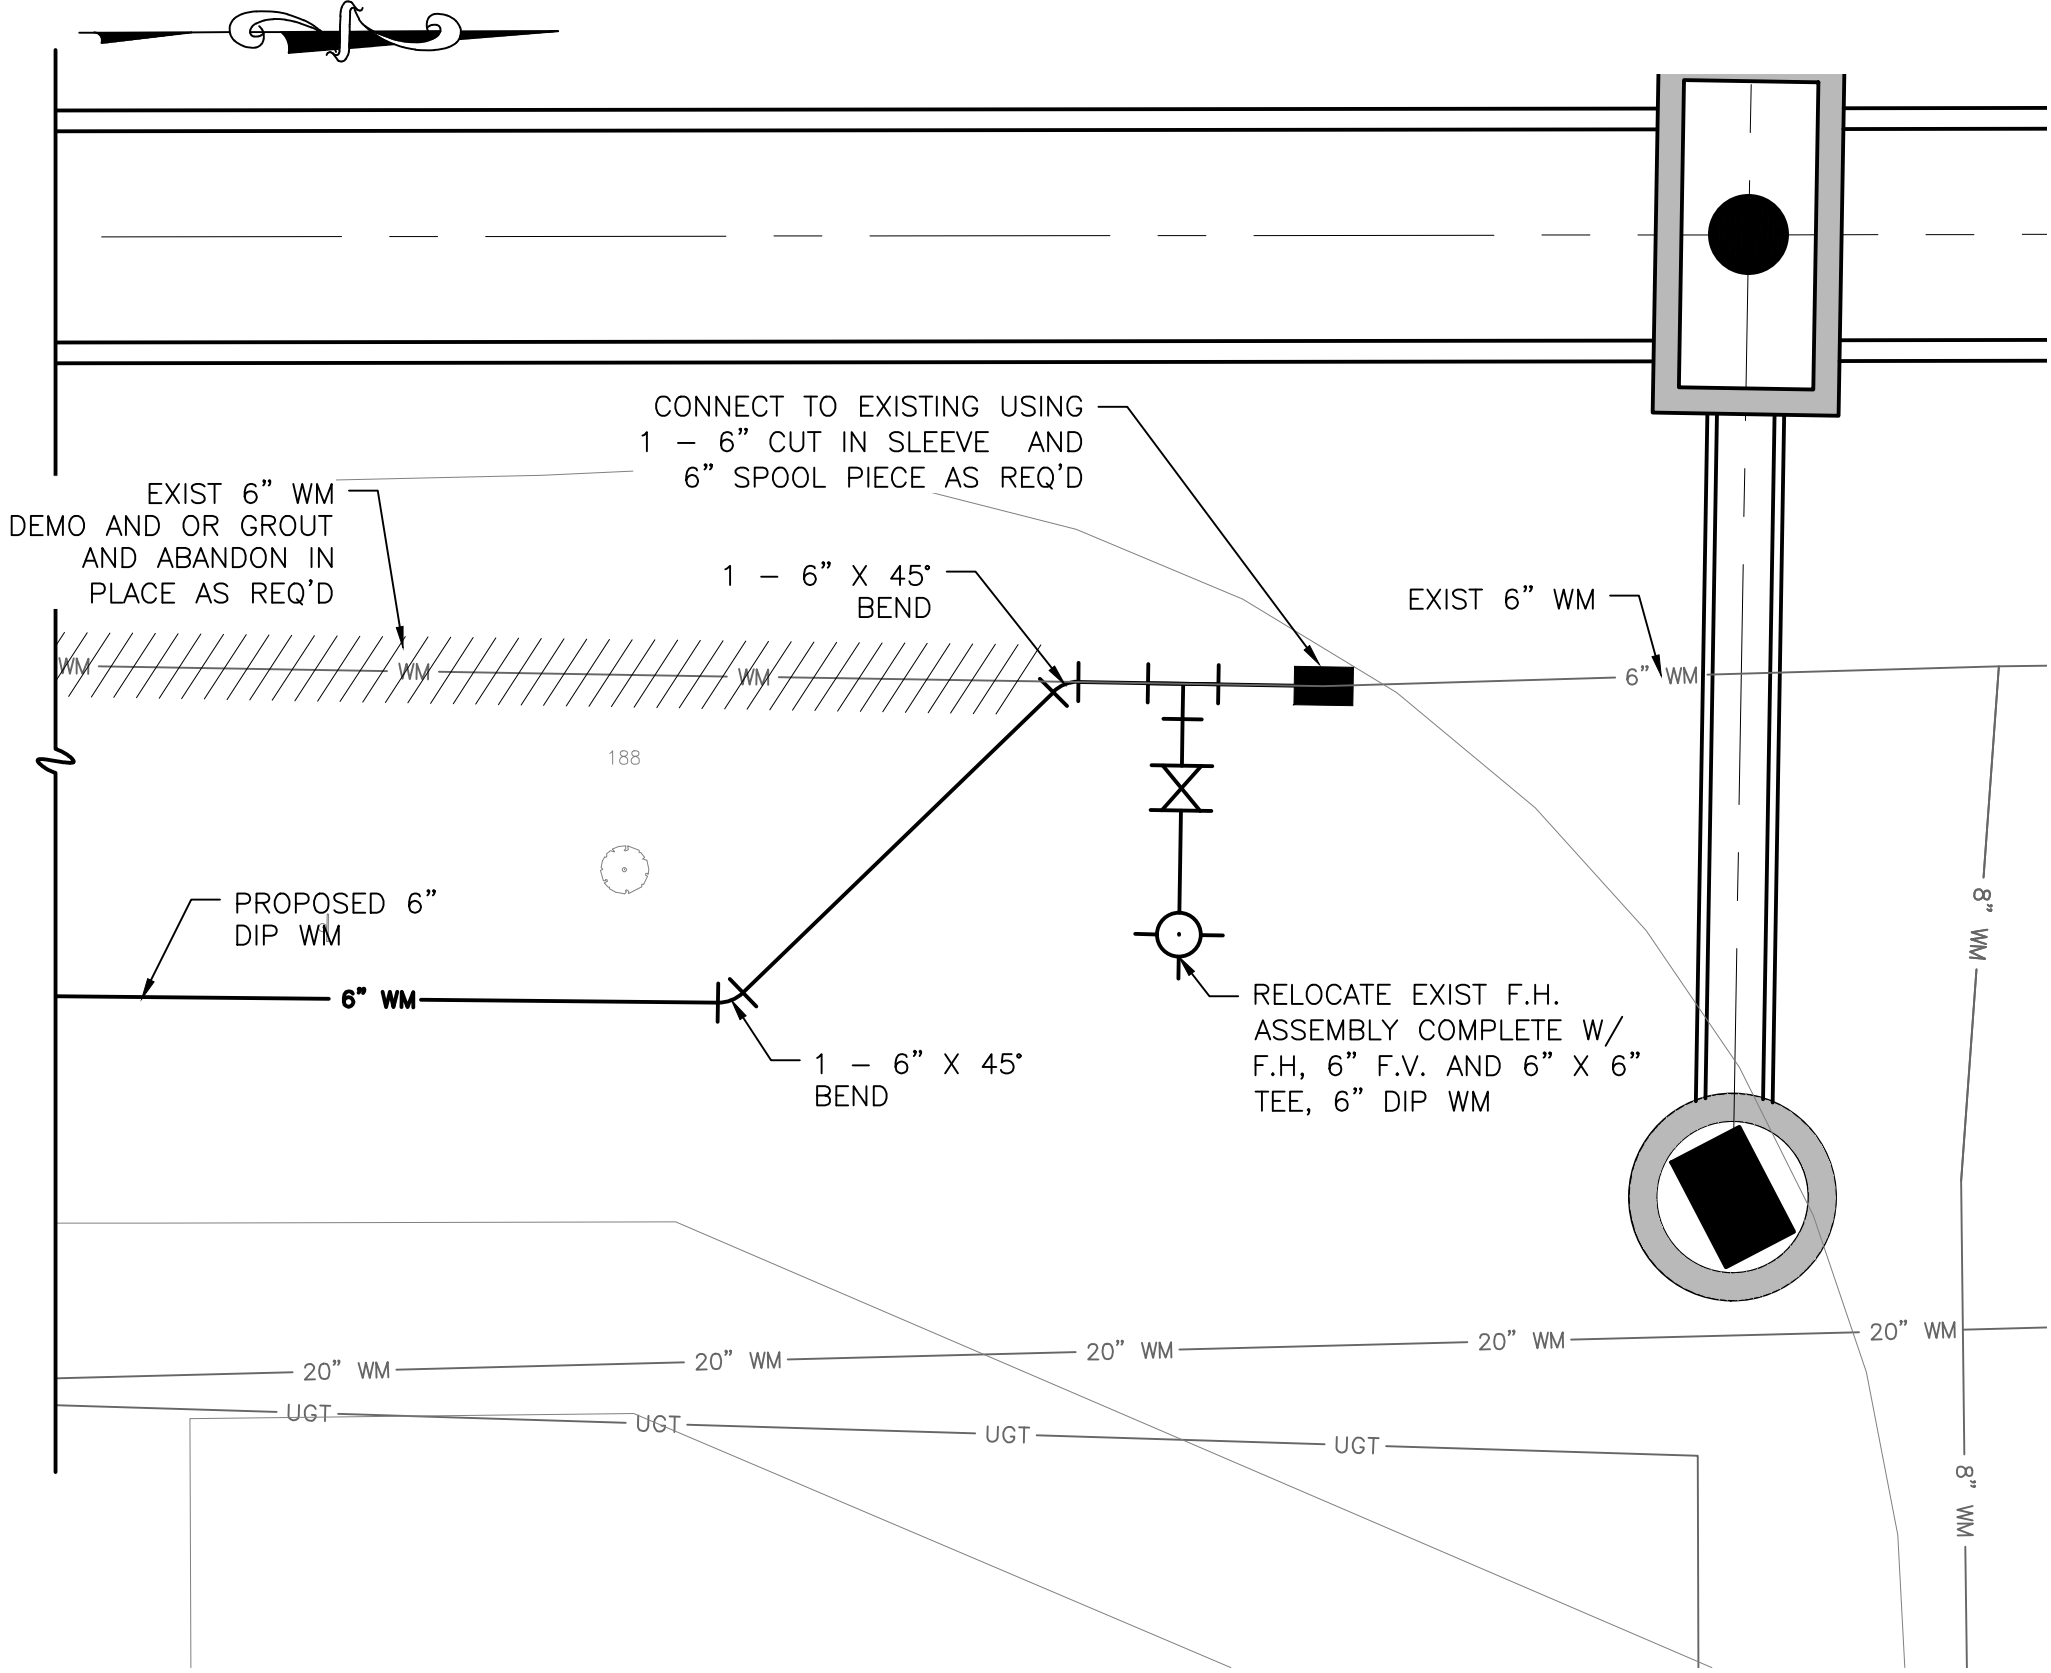 CONNECT TO EXISTING USING
1 – 6” CUT IN SLEEVE AND
6” SPOOL PIECE AS REQ'D
EXIST 6” WM
DEMO AND OR GROUT
AND ABANDON IN
PLACE AS REQ'D
1 – 6” X 45°
BEND
EXIST 6” WM
WM
WM
WM
6” WM
188
8” WM
PROPOSED 6”
DIP WM
6” WM
RELOCATE EXIST F.H.
ASSEMBLY COMPLETE W/
F.H, 6” F.V. AND 6” X 6”
TEE, 6” DIP WM
1 – 6” X 45°
BEND
20” WM
20” WM
20” WM
20” WM
20” WM
UGT
UGT
UGT
UGT
8” WM